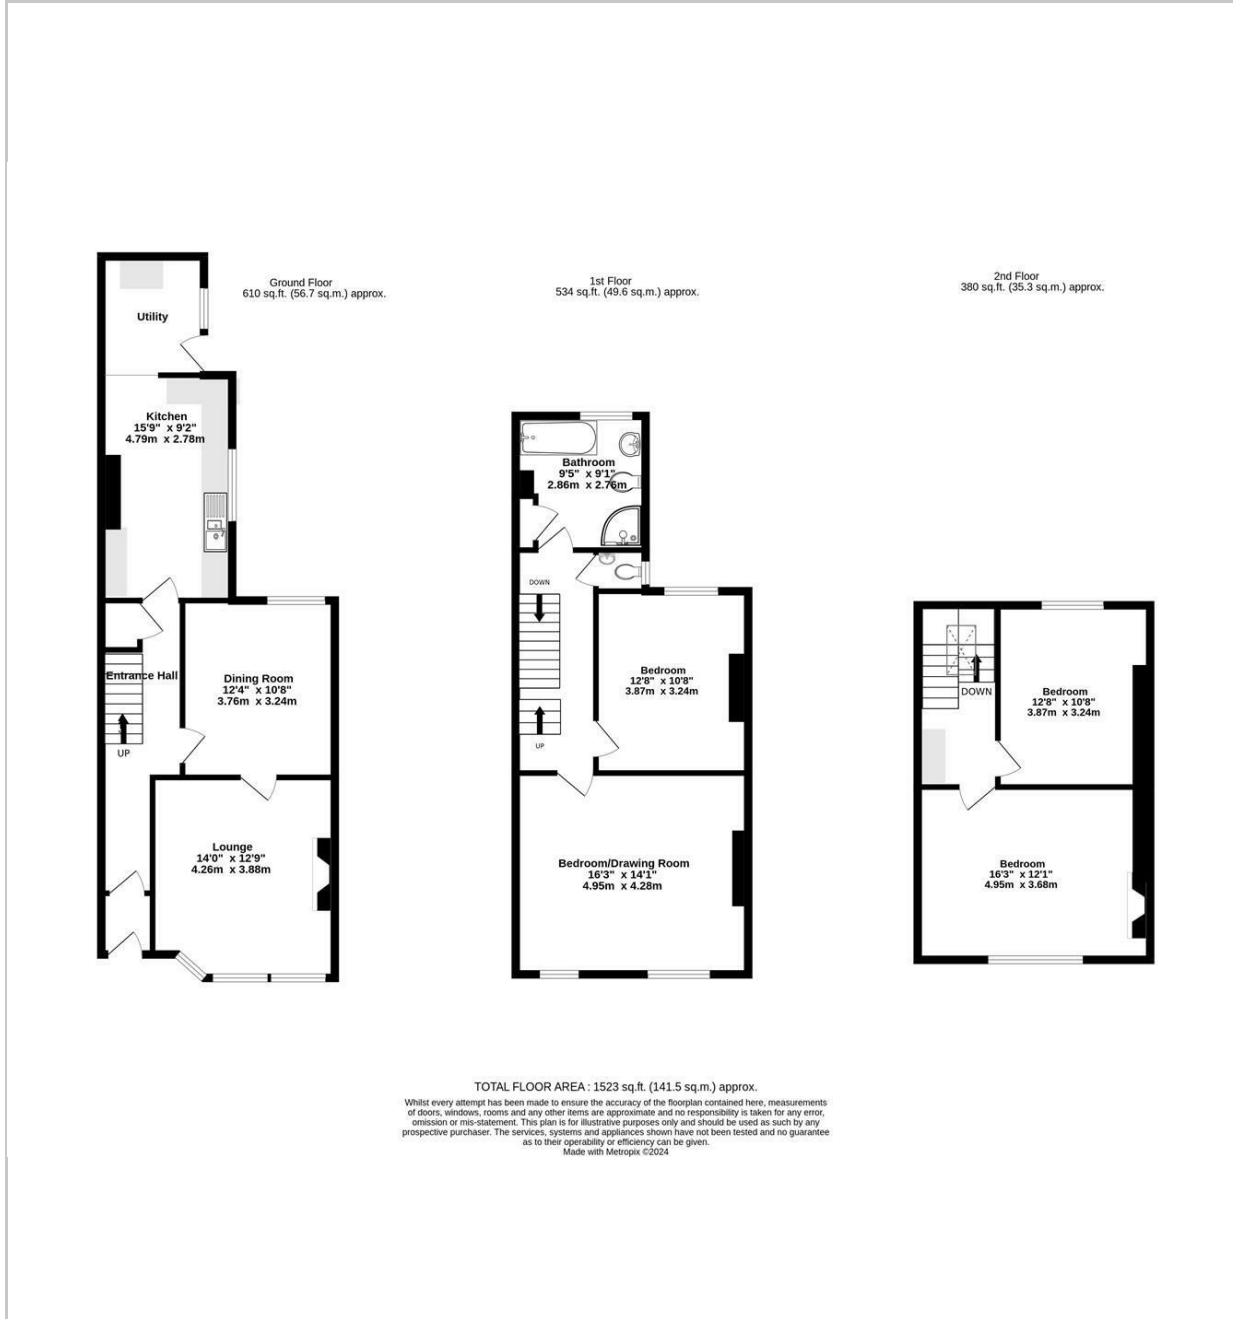 Ground Floor
610 sq.ft. (56.7 sq.m.) approx.
Utility
Kitchen
15'9" x 9'2"
4.79m x 2.78m
Entrance Hall
UP
Dining Room
12'4" x 10'8"
3.76m x 3.24m
Lounge
14'0" x 12'9"
4.26m x 3.88m
1st Floor
534 sq.ft. (49.6 sq.m.) approx.
Bathroom
9'5" x 9'1"
2.86m x 2.76m
DOWN
UP
Bedroom
12'8" x 10'8"
3.87m x 3.24m
Bedroom/Drawing Room
16'3" x 14'1"
4.95m x 4.28m
2nd Floor
380 sq.ft. (35.3 sq.m.) approx.
DOWN
Bedroom
12'8" x 10'8"
3.87m x 3.24m
Bedroom
16'3" x 12'1"
4.95m x 3.68m
TOTAL FLOOR AREA : 1523 sq.ft. (141.5 sq.m.) approx.
Whilst every attempt has been made to ensure the accuracy of the floorplan contained here, measurements
of doors, windows, rooms and any other items are approximate and no responsibility is taken for any error,
omission or mis-statement. This plan is for illustrative purposes only and should be used as such by any
prospective purchaser. The services, systems and appliances shown have not been tested and no guarantee
as to their operability or efficiency can be given.
Made with Metropix ©2024